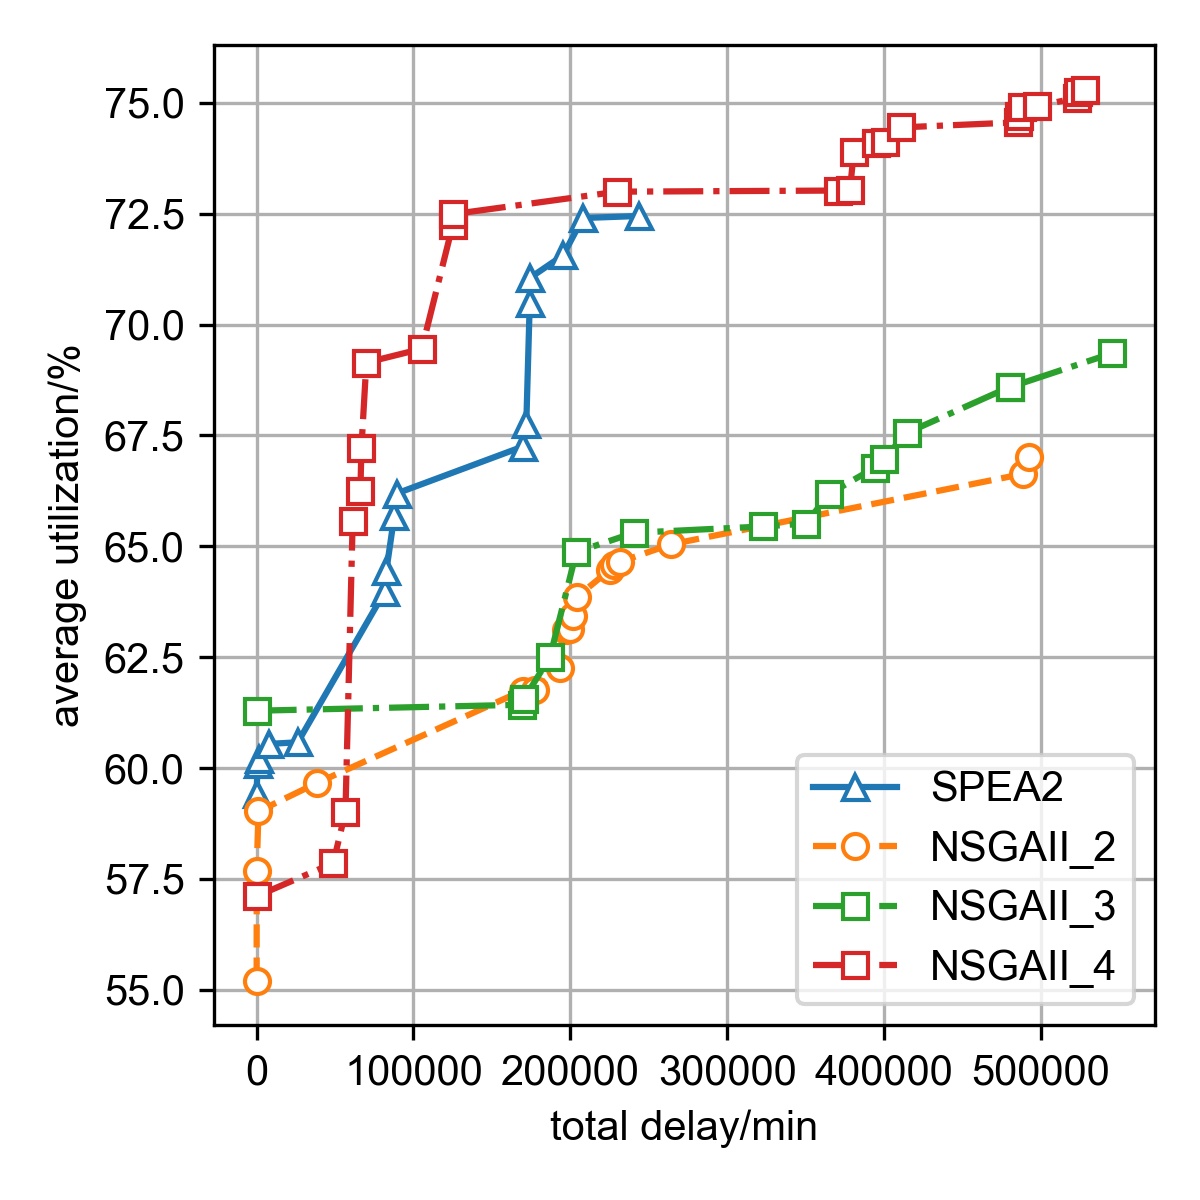 75.0
72.5
70.0
67.5
65.0
62.5
60.0
57.5
55.0
average utilization/%
0 100000 200000 300000 400000 500000
total delay/min
SPEA2
NSGAII_2
NSGAII_3
NSGAII_4